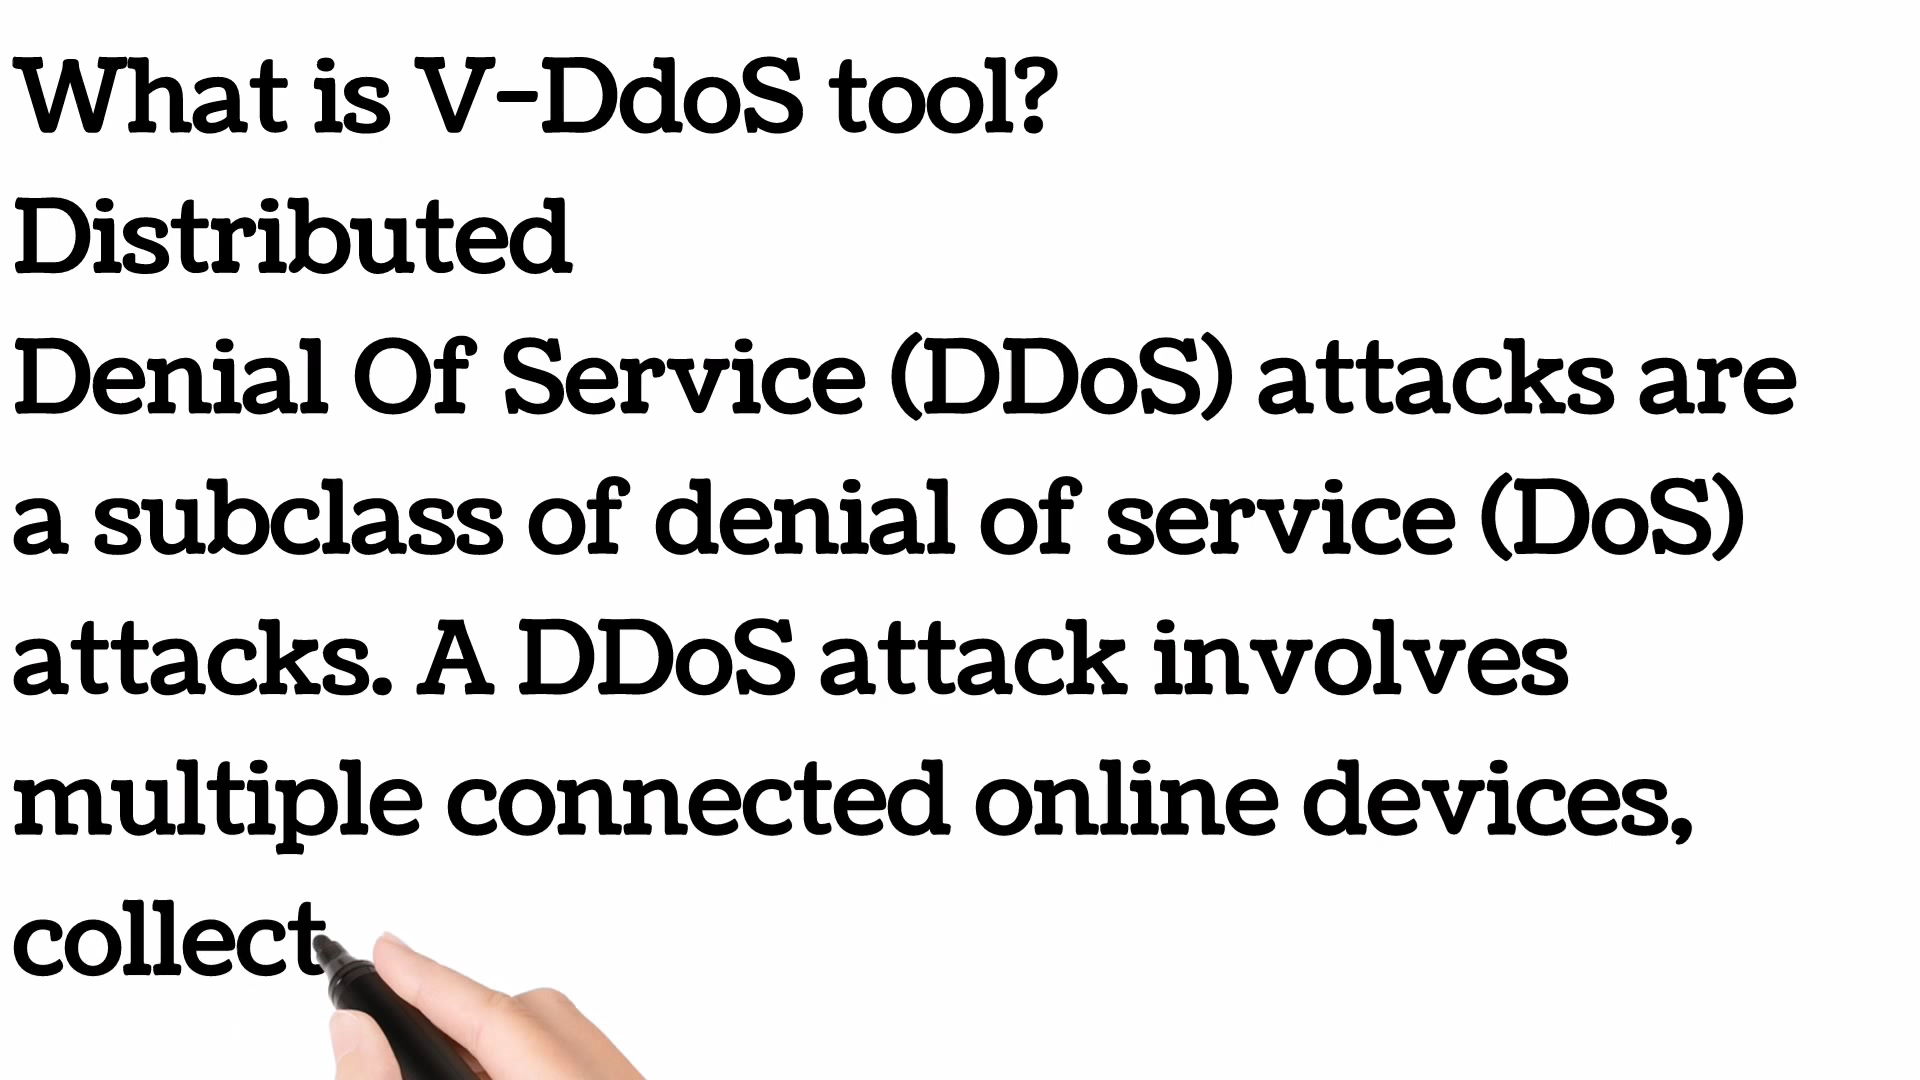 What is V-DdoS tool?
Distributed
Denial Of Service (DDoS) attacks are
a subclass of denial of service (DoS)
attacks. A DDoS attack involves
multiple connected online devices,
collect